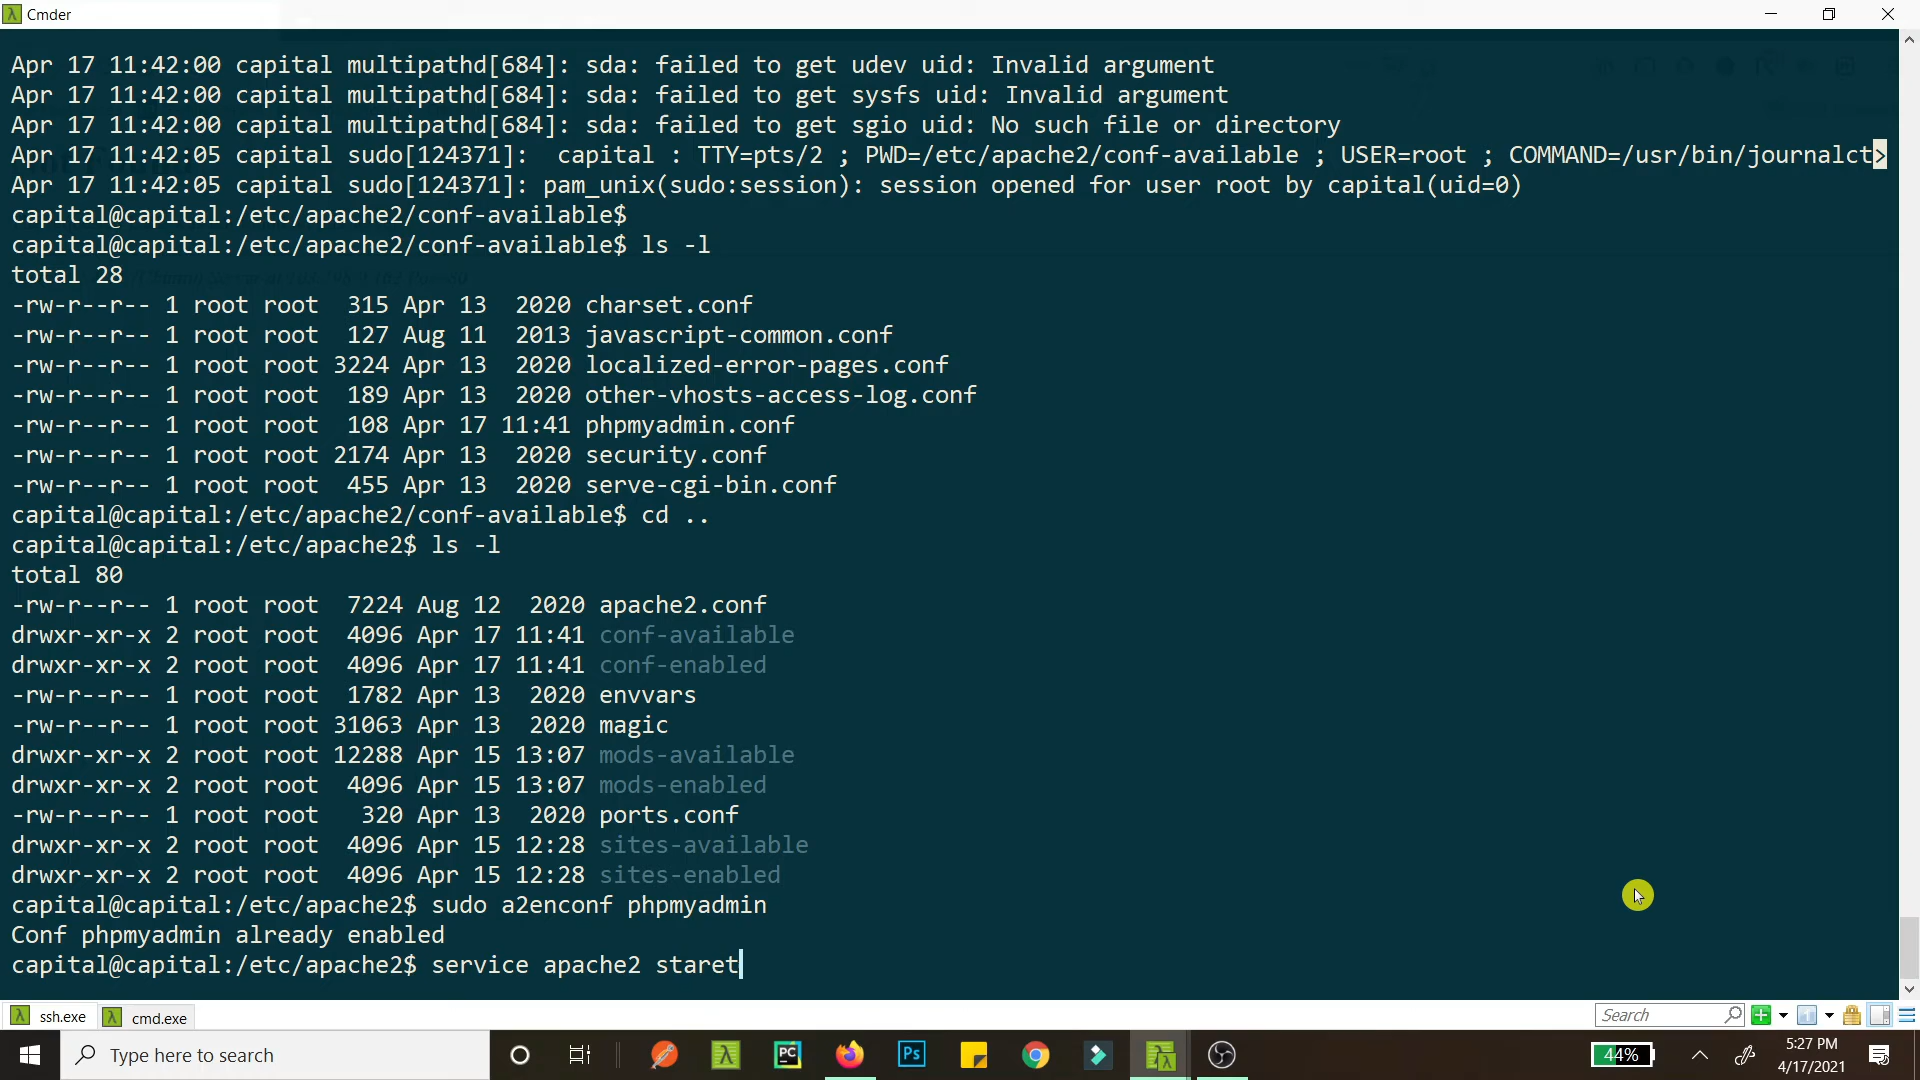 Cmder
Apr 17 11:42:00 capital multipathd[684]: sda: failed to get udev uid: Invalid argument
Apr 17 11:42:00 capital multipathd[684]: sda: failed to get sysfs uid: Invalid argument
Apr 17 11:42:00 capital multipathd[684]: sda: failed to get sgio uid: No such file or directory
Apr 17 11:42:05 capital sudo[124371]:  capital : TTY=pts/2 ; PWD=/etc/apache2/conf-available ; USER=root ; COMMAND=/usr/bin/journalct>
Apr 17 11:42:05 capital sudo[124371]: pam_unix(sudo:session): session opened for user root by capital(uid=0)
capital@capital:/etc/apache2/conf-available$
capital@capital:/etc/apache2/conf-available$ ls -l
total 28
-rw-r--r-- 1 root root  315 Apr 13  2020 charset.conf
-rw-r--r-- 1 root root  127 Aug 11  2013 javascript-common.conf
-rw-r--r-- 1 root root 3224 Apr 13  2020 localized-error-pages.conf
-rw-r--r-- 1 root root  189 Apr 13  2020 other-vhosts-access-log.conf
-rw-r--r-- 1 root root  108 Apr 17 11:41 phpmyadmin.conf
-rw-r--r-- 1 root root 2174 Apr 13  2020 security.conf
-rw-r--r-- 1 root root  455 Apr 13  2020 serve-cgi-bin.conf
capital@capital:/etc/apache2/conf-available$ cd ..
capital@capital:/etc/apache2$ ls -l
total 80
-rw-r--r-- 1 root root  7224 Aug 12  2020 apache2.conf
drwxr-xr-x 2 root root  4096 Apr 17 11:41 conf-available
drwxr-xr-x 2 root root  4096 Apr 17 11:41 conf-enabled
-rw-r--r-- 1 root root  1782 Apr 13  2020 envvars
-rw-r--r-- 1 root root 31063 Apr 13  2020 magic
drwxr-xr-x 2 root root 12288 Apr 15 13:07 mods-available
drwxr-xr-x 2 root root  4096 Apr 15 13:07 mods-enabled
-rw-r--r-- 1 root root   320 Apr 13  2020 ports.conf
drwxr-xr-x 2 root root  4096 Apr 15 12:28 sites-available
drwxr-xr-x 2 root root  4096 Apr 15 12:28 sites-enabled
capital@capital:/etc/apache2$ sudo a2enconf phpmyadmin
Conf phpmyadmin already enabled
capital@capital:/etc/apache2$ service apache2 staret
ssh.exe cmd.exe Search
Type here to search PC Ps 44% 5:27 PM
4/17/2021